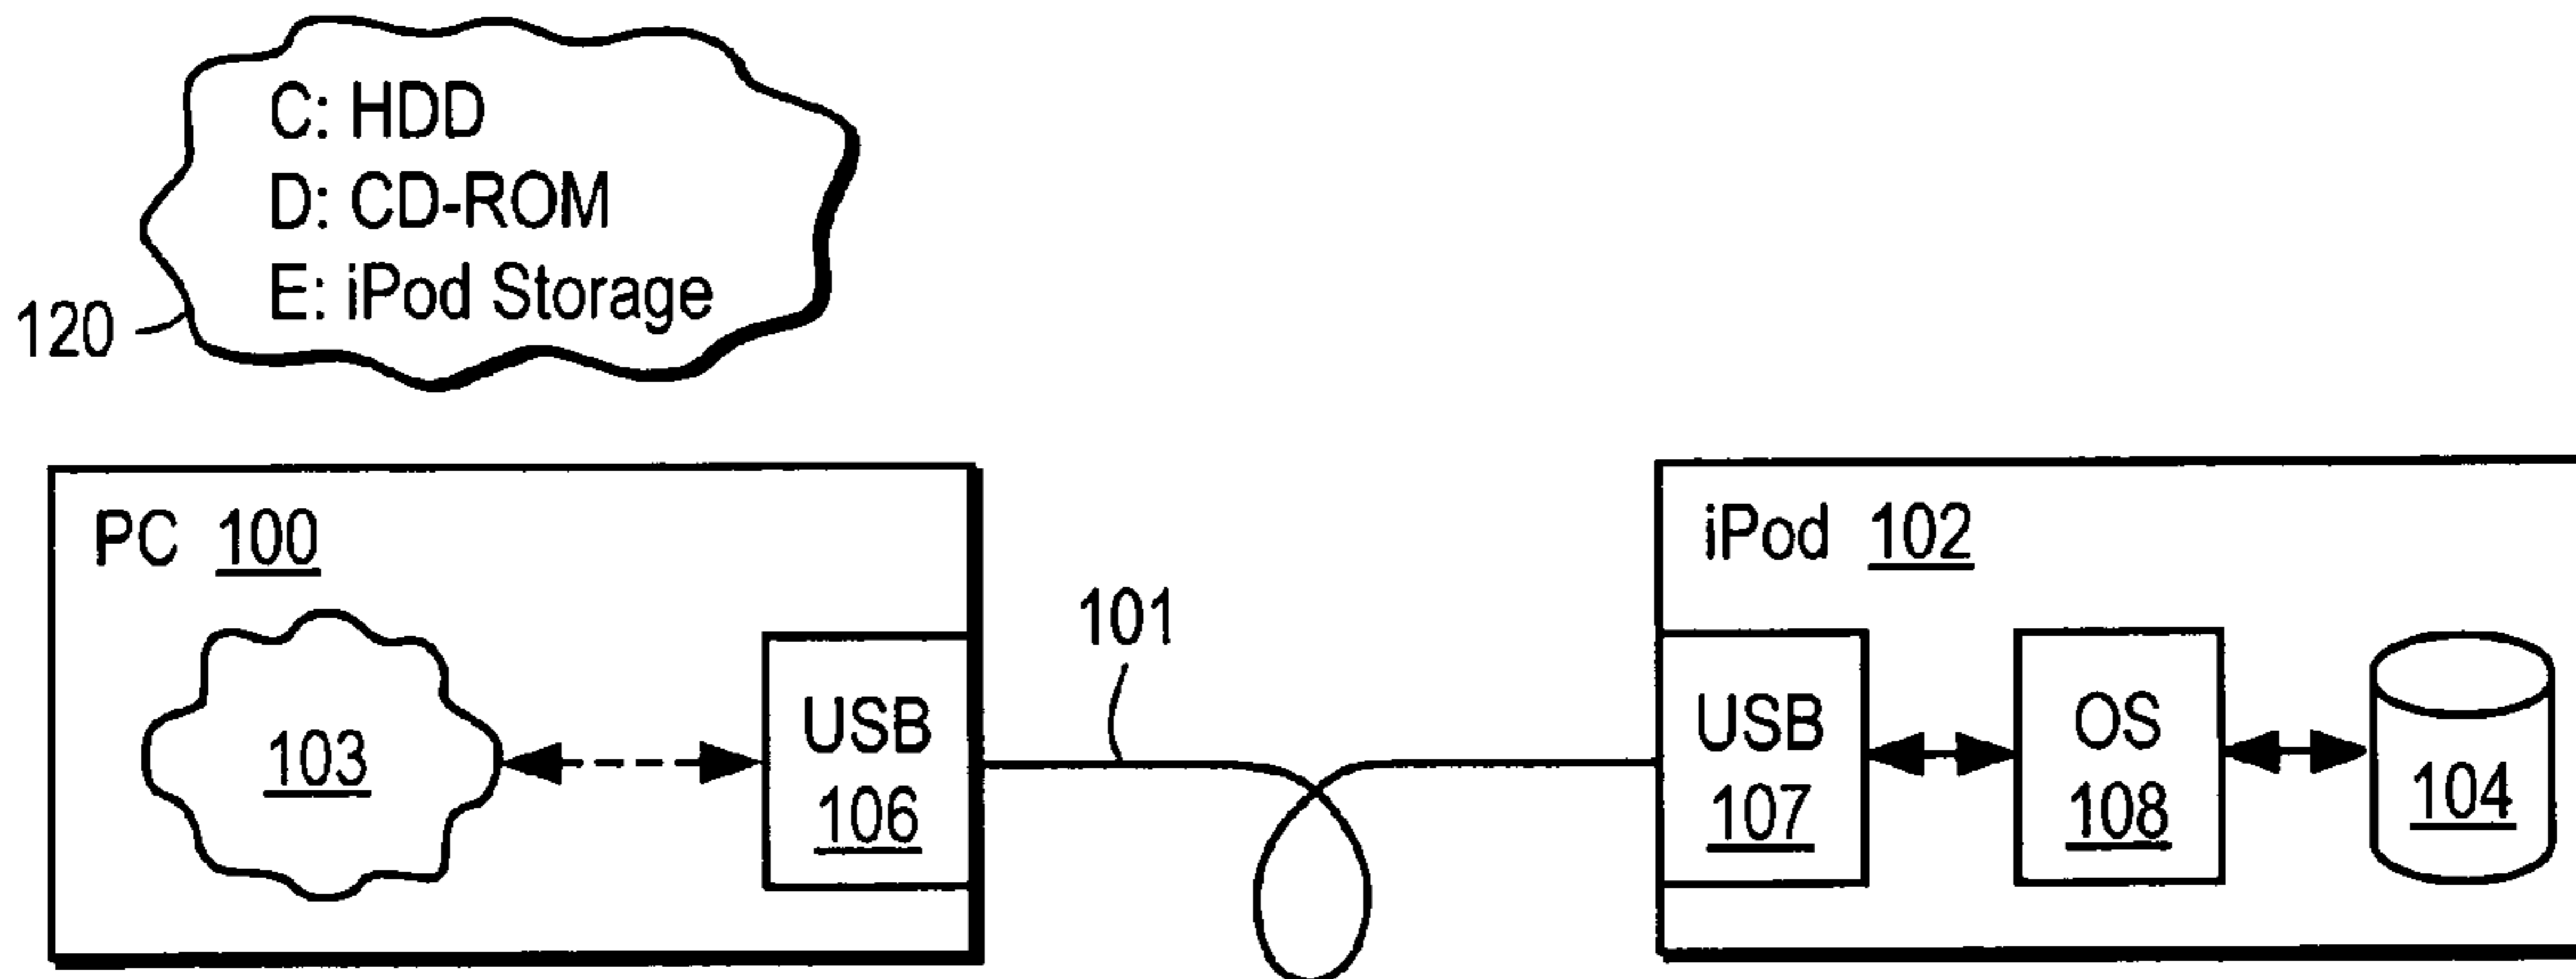 C: HDD
D: CD-ROM
E: iPod Storage
120
PC 100
iPod 102
101
103
USB
106
USB
107
OS
108
104